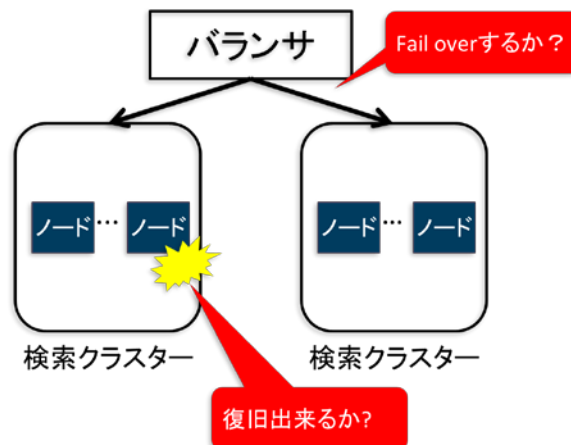 バランサ
Fail overするか？
ノード… ノード
ノード… ノード
検索クラスター
検索クラスター
復旧出来るか?